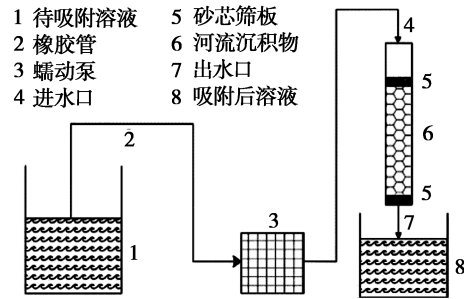 1 待吸附溶液
2 橡胶管
3 蠕动泵
4 进水口
5 砂芯筛板
6 河流沉积物
7 出水口
8 吸附后溶液
4
5
2
6
5
3
7
1
8